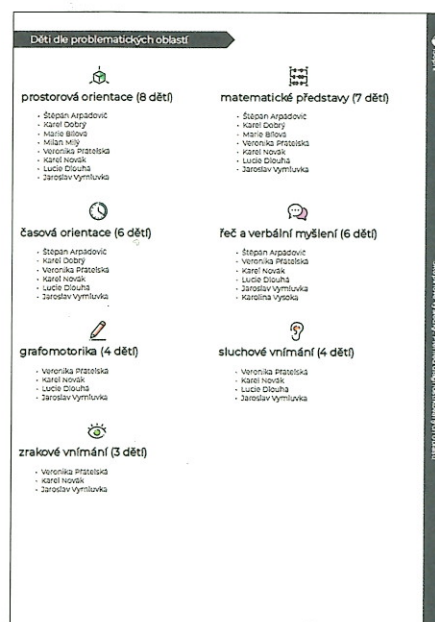 Děti dle problematických oblastí
prostorová orientace (8 dětí)
- Štěpán Arpádovič
- Karel Dobrý
- Marie Bílová
- Milan Milý
- Veronika Přátelská
- Karel Novák
- Lucie Dlouhá
- Jaroslav Vymluvka
matematické představy (7 dětí)
- Štěpán Arpádovič
- Karel Dobrý
- Marie Bílová
- Veronika Přátelská
- Karel Novák
- Lucie Dlouhá
- Jaroslav Vymluvka
časová orientace (6 dětí)
- Štěpán Arpádovič
- Karel Dobrý
- Veronika Přátelská
- Karel Novák
- Lucie Dlouhá
- Jaroslav Vymluvka
řeč a verbální myšlení (6 dětí)
- Štěpán Arpádovič
- Veronika Přátelská
- Karel Novák
- Lucie Dlouhá
- Jaroslav Vymluvka
- Karolína Vysoká
grafomotorika (4 dětí)
- Veronika Přátelská
- Karel Novák
- Lucie Dlouhá
- Jaroslav Vymluvka
sluchové vnímání (4 dětí)
- Veronika Přátelská
- Karel Novák
- Lucie Dlouhá
- Jaroslav Vymluvka
zrakové vnímání (3 dětí)
- Veronika Přátelská
- Karel Novák
- Jaroslav Vymluvka